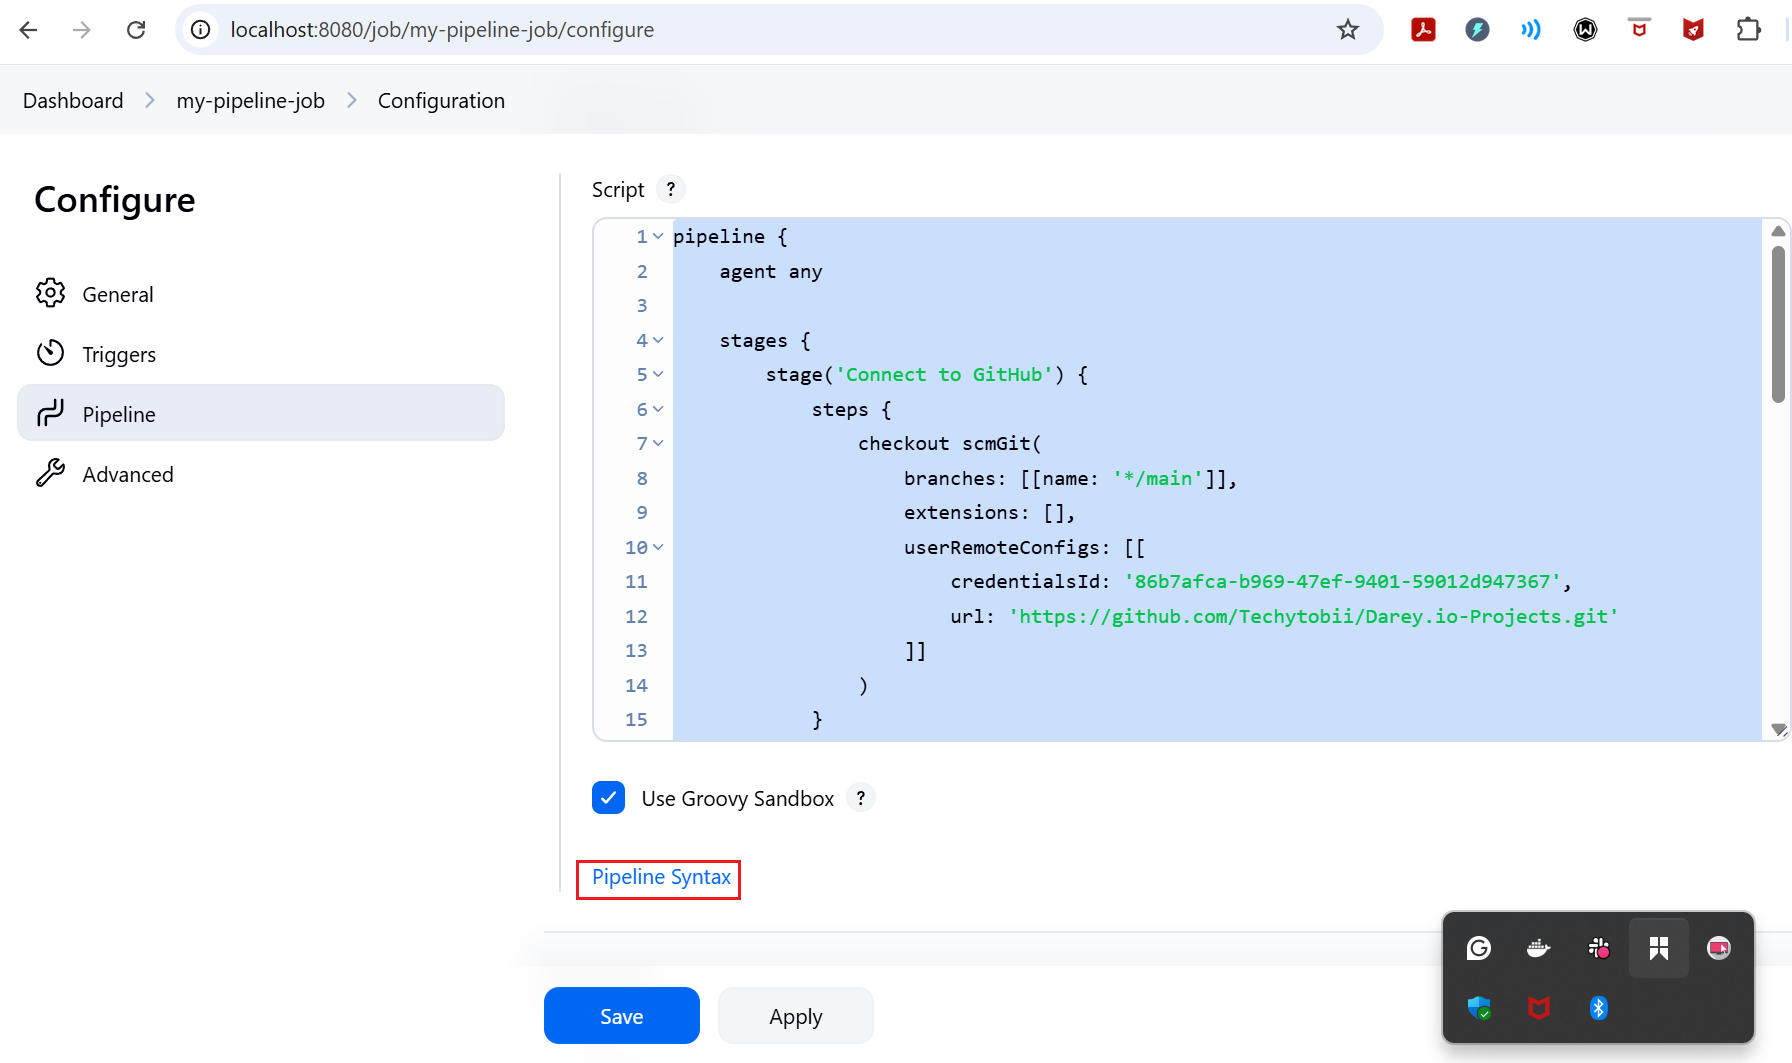 localhost:8080/job/my-pipeline-job/configure
Dashboard > my-pipeline-job > Configuration
Configure
General
Triggers
Pipeline
Advanced
Script ?
1 pipeline {
2     agent any
3
4     stages {
5         stage('Connect to GitHub') {
6             steps {
7                 checkout scmGit(
8                     branches: [[name: '*/main']],
9                     extensions: [],
10                     userRemoteConfigs: [[
11                         credentialsId: '86b7afca-b969-47ef-9401-59012d947367',
12                         url: 'https://github.com/Techytobii/Darey.io-Projects.git'
13                     ]]
14                 )
15             }
Use Groovy Sandbox ?
Pipeline Syntax
Save
Apply